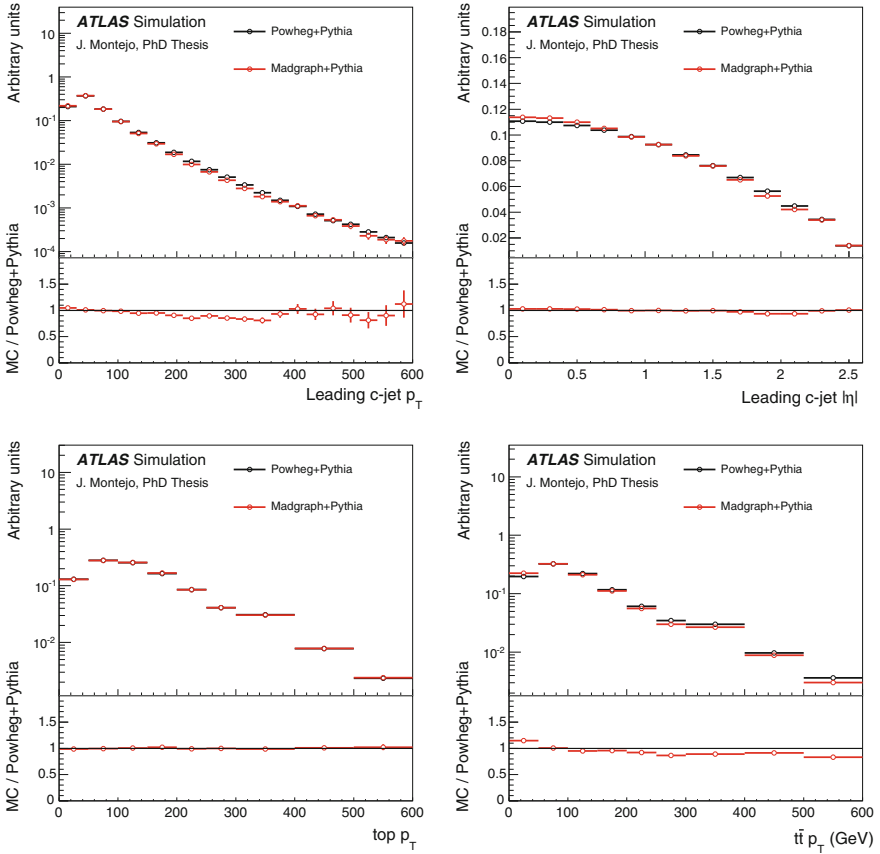 ATLAS Simulation
J. Montejo, PhD Thesis
Powheg+Pythia
Madgraph+Pythia
Arbitrary units
10
1
10-1
10-2
10-3
10-4
MC / Powheg+Pythia
1.5
1
0.5
0
0 100 200 300 400 500 600
Leading c-jet pT
ATLAS Simulation
J. Montejo, PhD Thesis
Powheg+Pythia
Madgraph+Pythia
Arbitrary units
0.18
0.16
0.14
0.12
0.1
0.08
0.06
0.04
0.02
MC / Powheg+Pythia
1.5
1
0.5
0
0 0.5 1 1.5 2 2.5
Leading c-jet |η|
ATLAS Simulation
J. Montejo, PhD Thesis
Powheg+Pythia
Madgraph+Pythia
Arbitrary units
10
1
10-1
10-2
MC / Powheg+Pythia
1.5
1
0.5
0
0 100 200 300 400 500 600
top pT
ATLAS Simulation
J. Montejo, PhD Thesis
Powheg+Pythia
Madgraph+Pythia
Arbitrary units
10
1
10-1
10-2
MC / Powheg+Pythia
1.5
1
0.5
0
0 100 200 300 400 500 600
tt̄ pT (GeV)